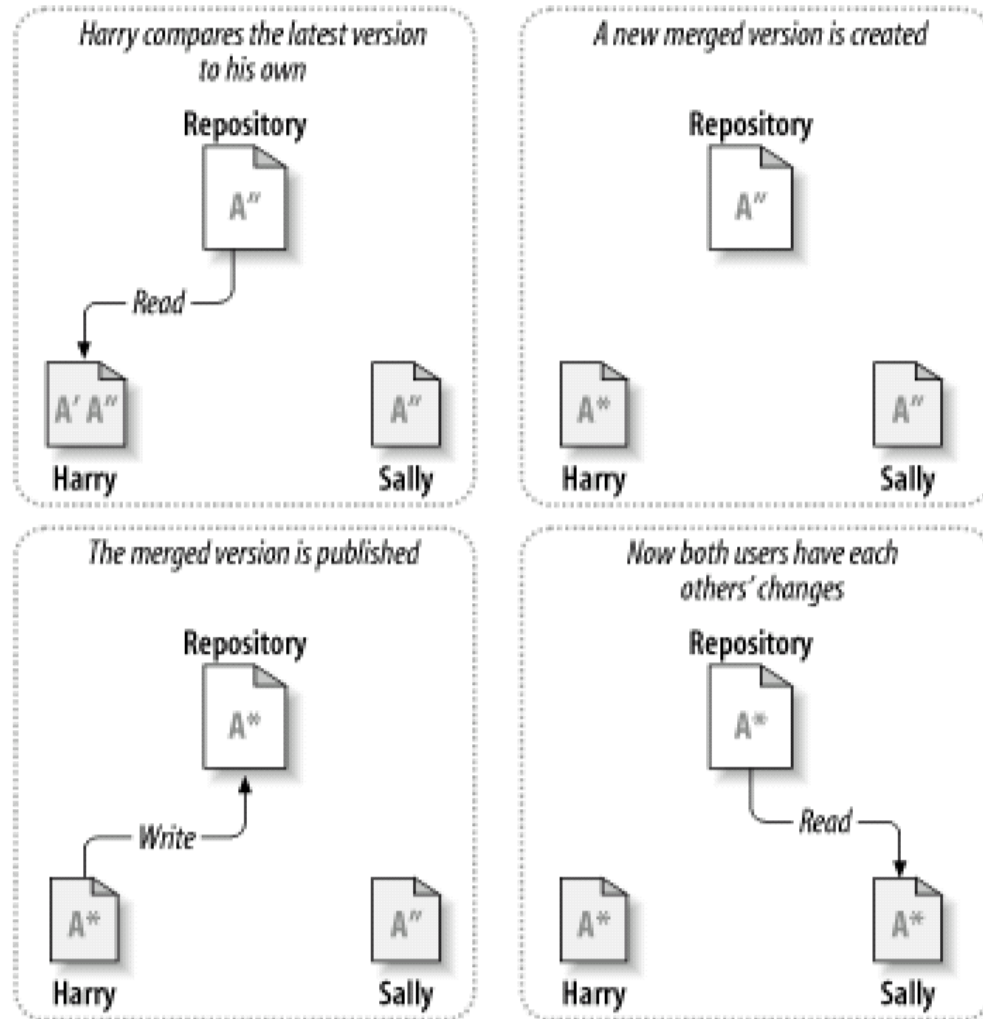 Harry compares the latest version
to his own
Repository
A″
Read
A′ A″
A″
Harry
Sally
A new merged version is created
Repository
A″
A*
A″
Harry
Sally
The merged version is published
Repository
A*
Write
A*
A″
Harry
Sally
Now both users have each
others’ changes
Repository
A*
Read
A*
A*
Harry
Sally